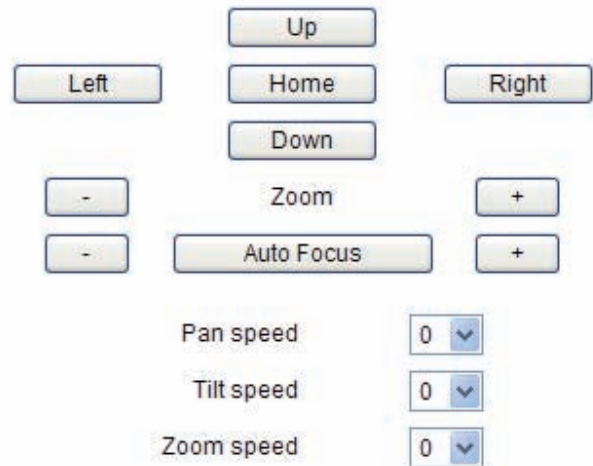 Up
Left Home Right
Down
- Zoom +
- Auto Focus +
Pan speed 0
Tilt speed 0
Zoom speed 0